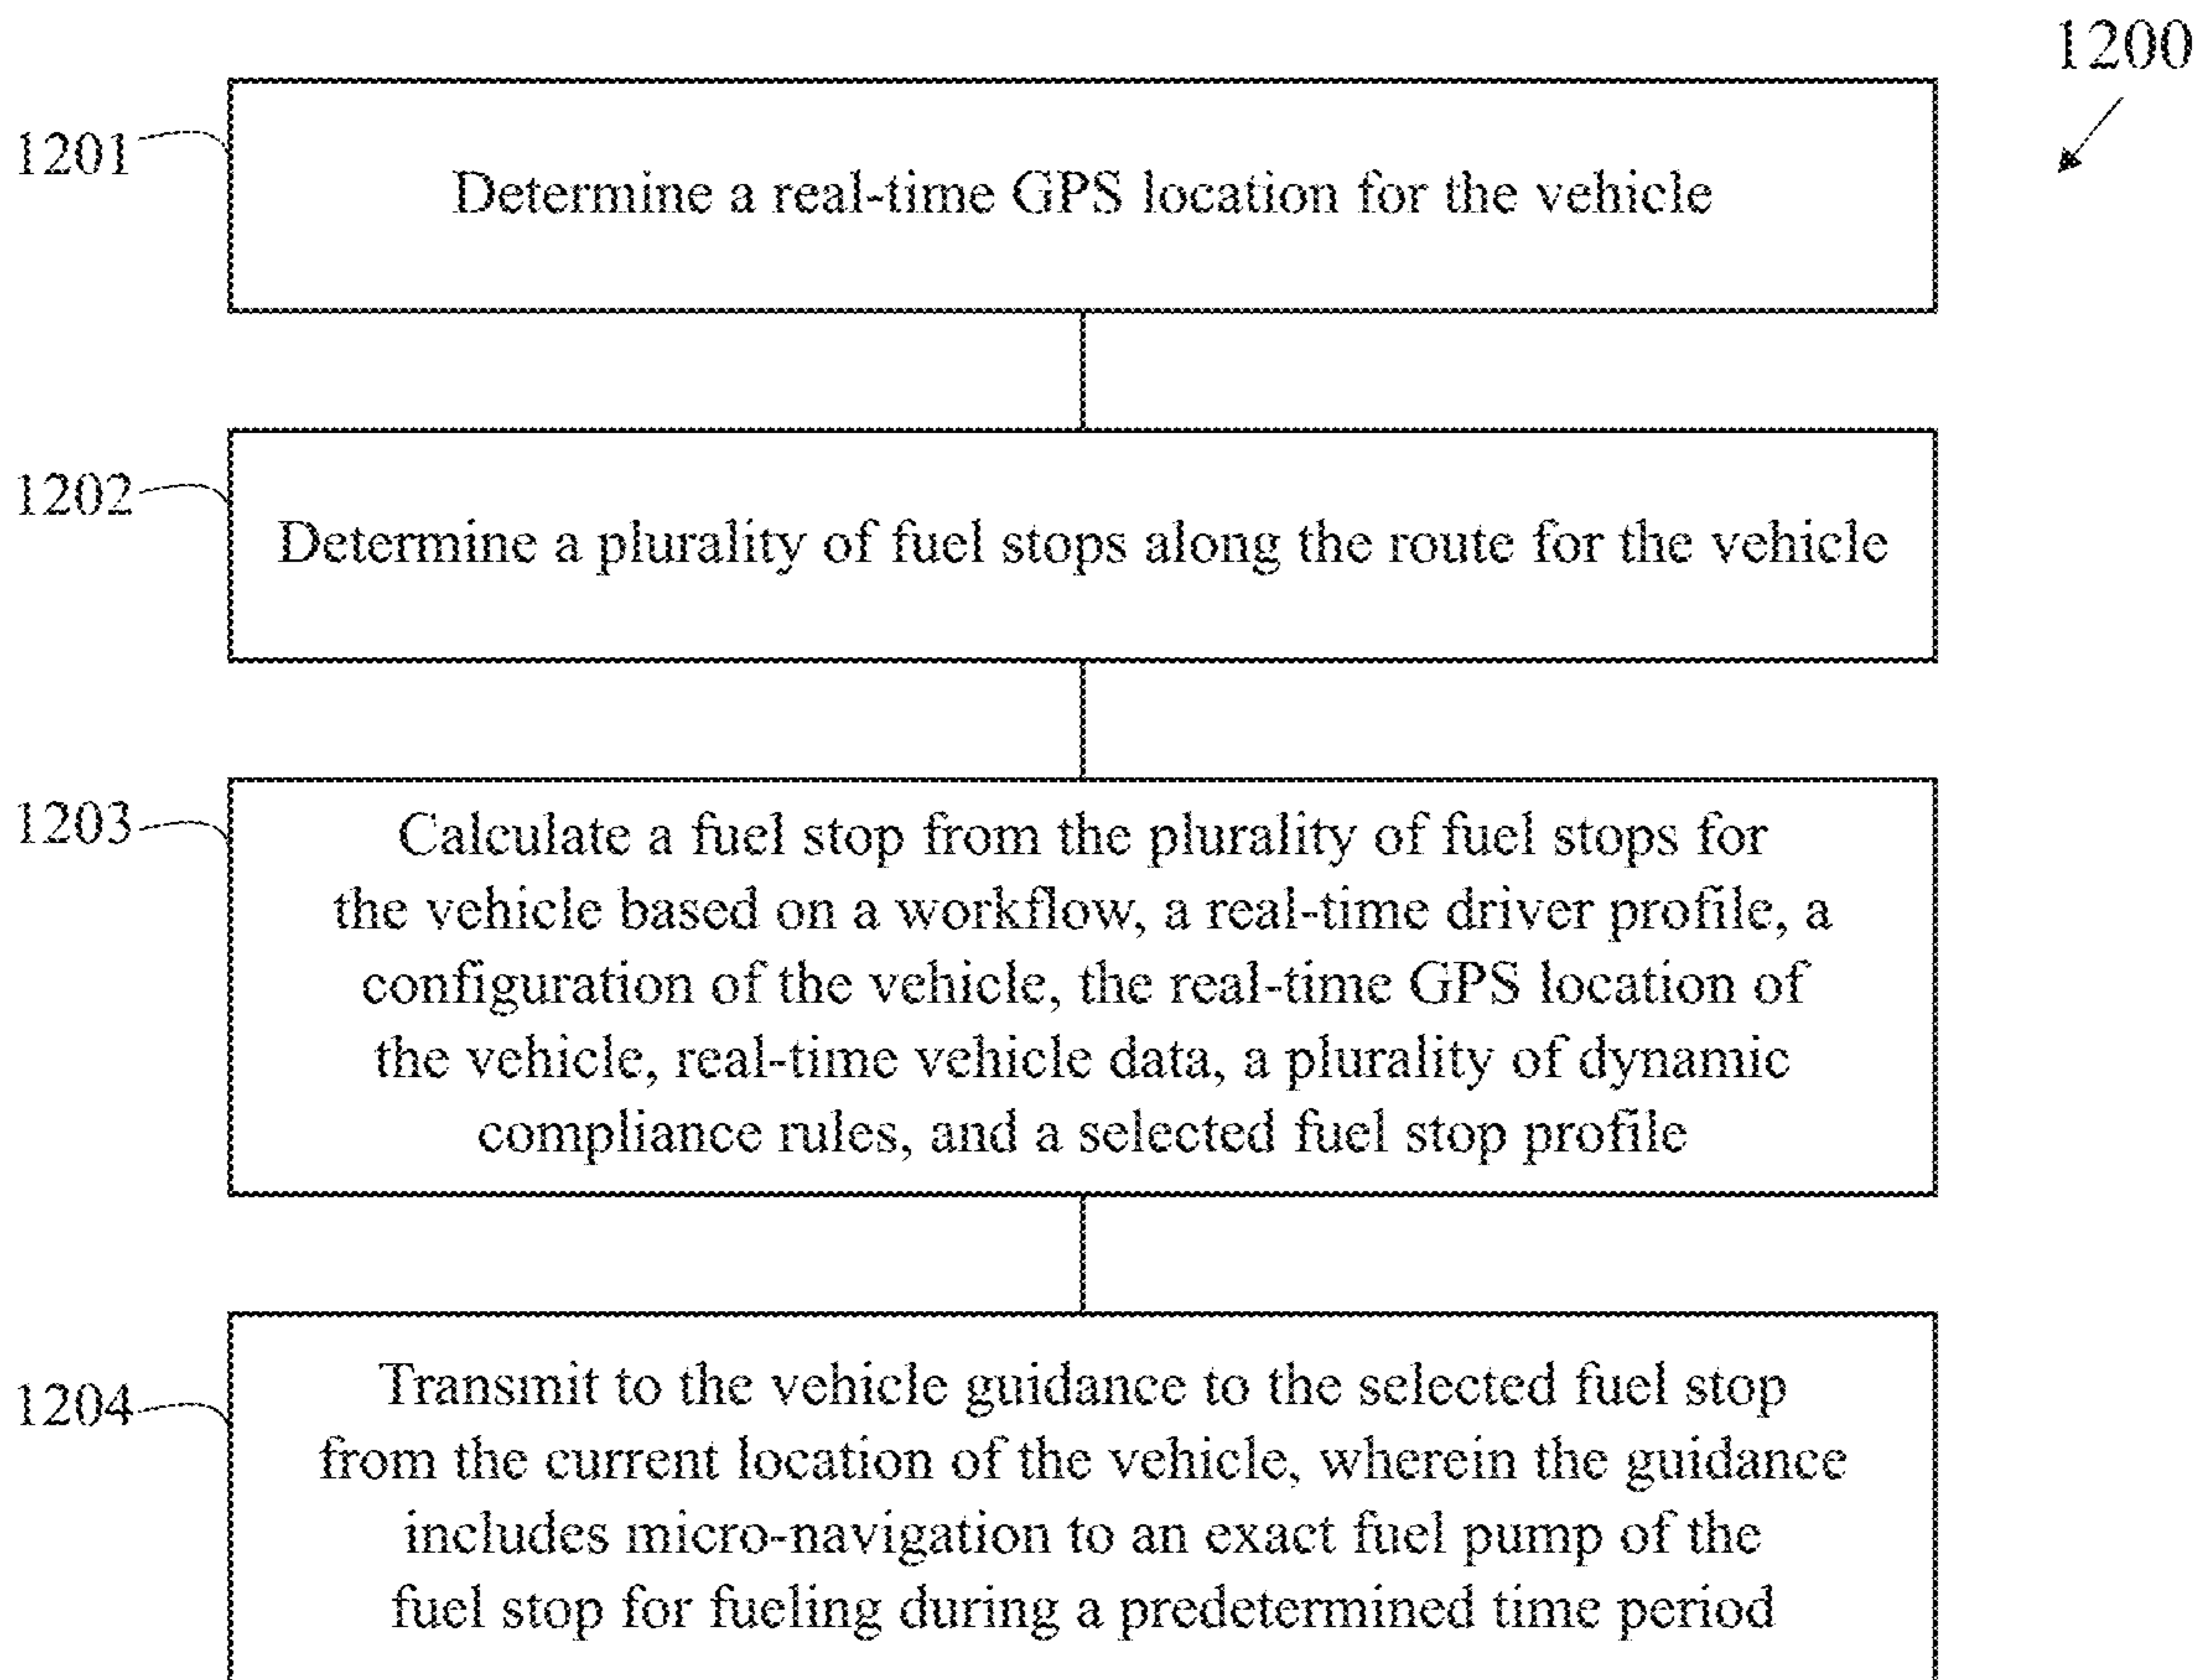 1200
1201
Determine a real-time GPS location for the vehicle
1202
Determine a plurality of fuel stops along the route for the vehicle
1203
Calculate a fuel stop from the plurality of fuel stops for
the vehicle based on a workflow, a real-time driver profile, a
configuration of the vehicle, the real-time GPS location of
the vehicle, real-time vehicle data, a plurality of dynamic
compliance rules, and a selected fuel stop profile
1204
Transmit to the vehicle guidance to the selected fuel stop
from the current location of the vehicle, wherein the guidance
includes micro-navigation to an exact fuel pump of the
fuel stop for fueling during a predetermined time period